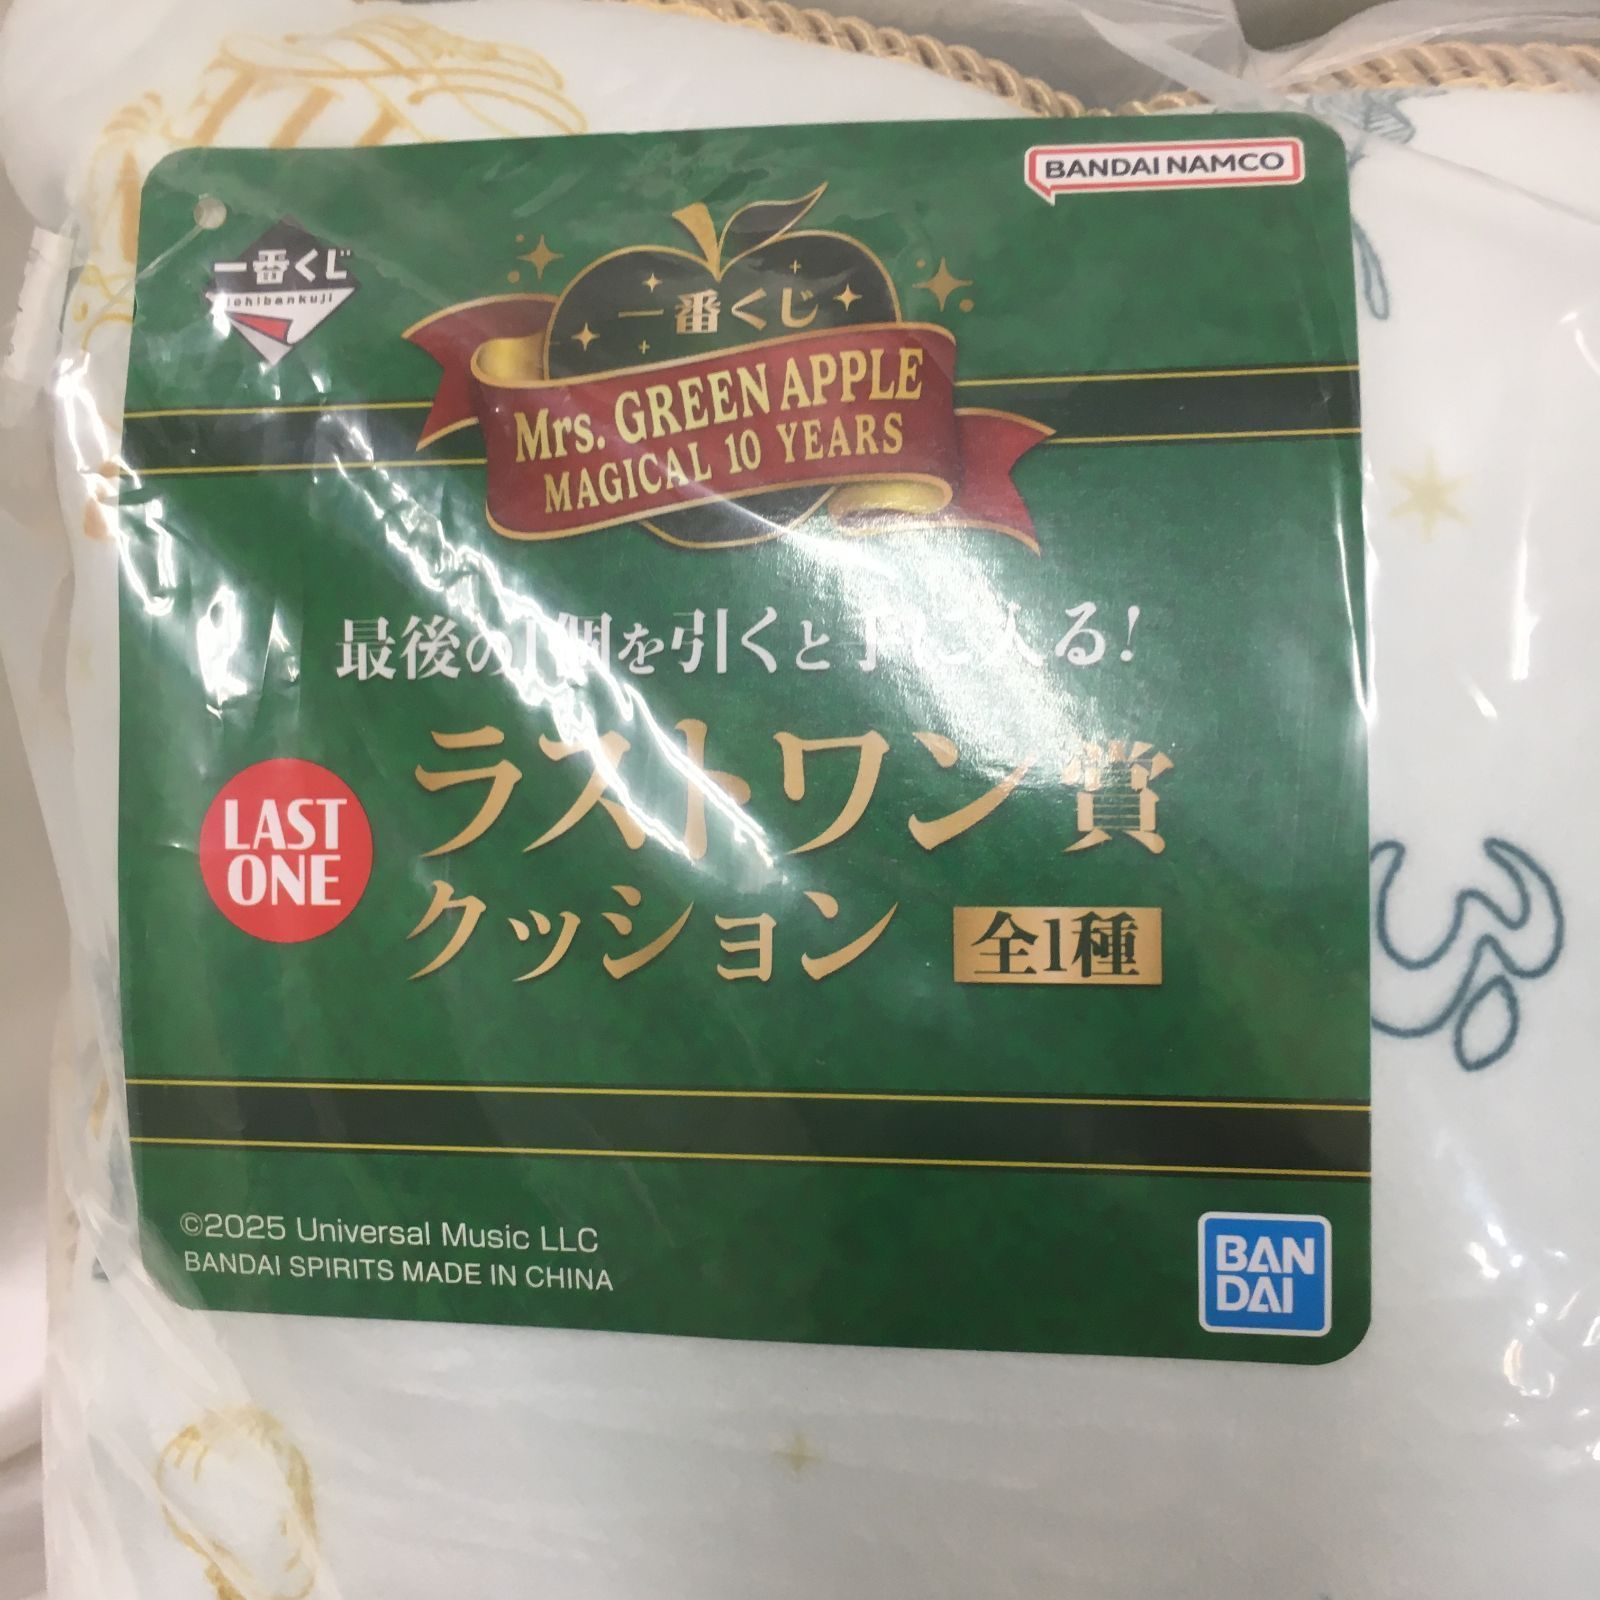 BANDAI NAMCO
一番くじ
ichibankuji
一番くじ
Mrs. GREEN APPLE
MAGICAL 10 YEARS
最後の1個を引くと手に入る!
LAST
ONE
ラストワン賞
クッション
全1種
©2025 Universal Music LLC
BANDAI SPIRITS MADE IN CHINA
BAN
DAI